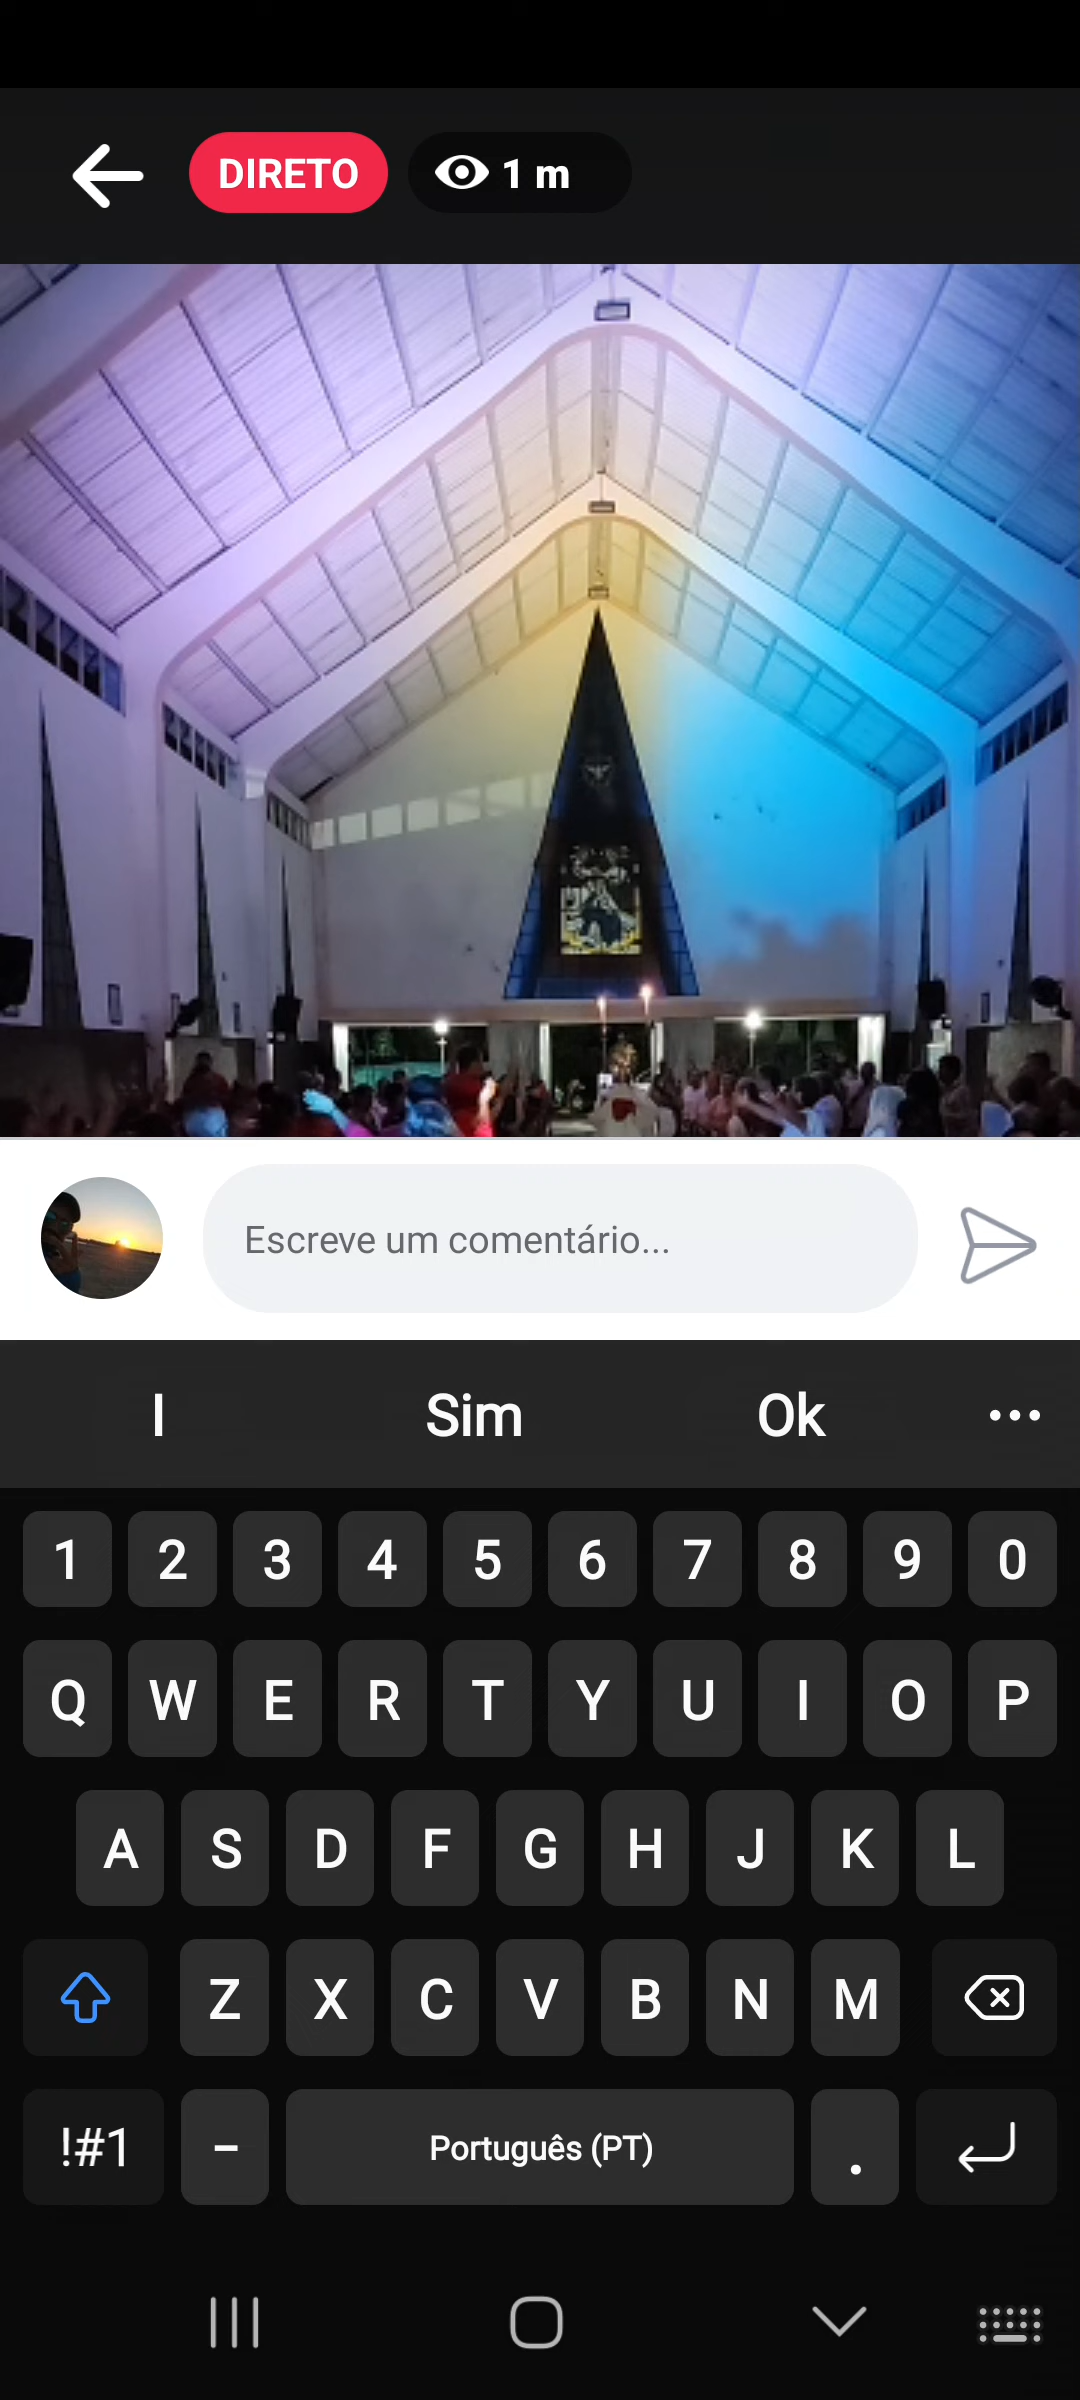 DIRETO 1 m
Escreve um comentário...
I Sim Ok
1 2 3 4 5 6 7 8 9 0
Q W E R T Y U I O P
A S D F G H J K L
Z X C V B N M
!#1 - Português (PT) .